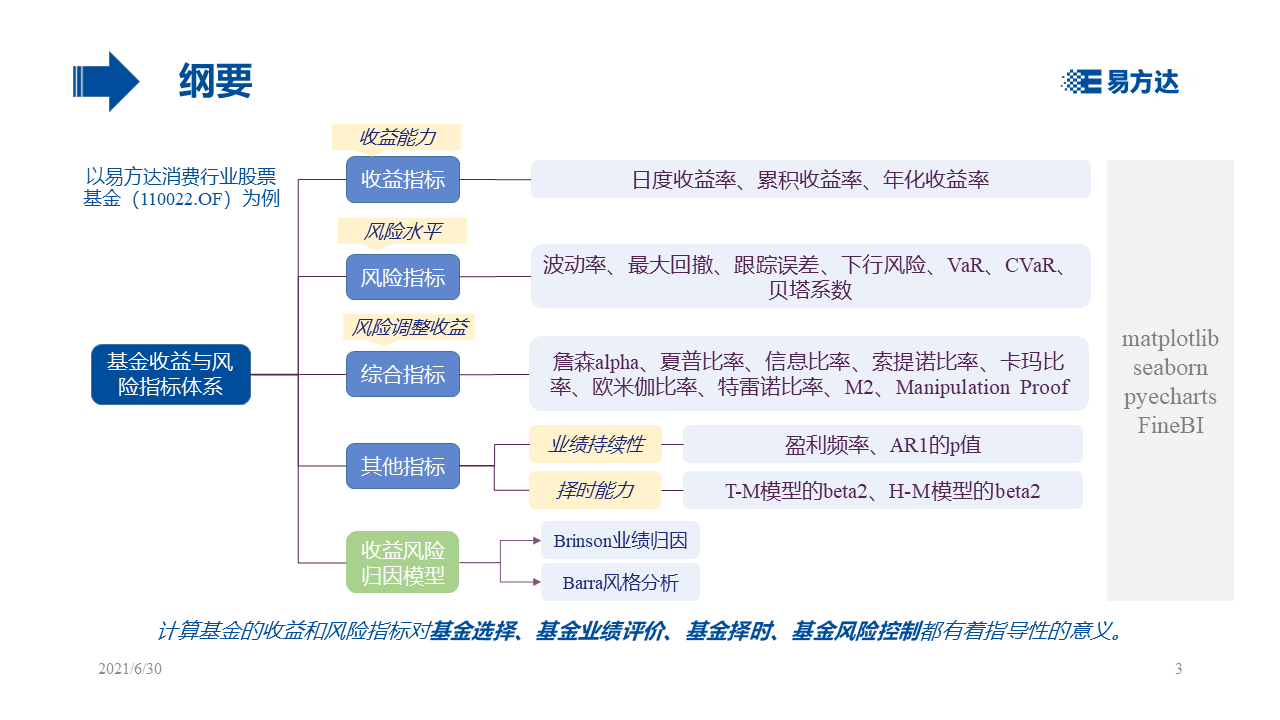 纲要
易方达
以易方达消费行业股票
基金（110022.OF）为例
收益能力
收益指标
日度收益率、累积收益率、年化收益率
风险水平
风险指标
波动率、最大回撤、跟踪误差、下行风险、VaR、CVaR、
贝塔系数
风险调整收益
基金收益与风
险指标体系
综合指标
詹森alpha、夏普比率、信息比率、索提诺比率、卡玛比
率、欧米伽比率、特雷诺比率、M2、Manipulation Proof
其他指标
业绩持续性
盈利频率、AR1的p值
择时能力
T-M模型的beta2、H-M模型的beta2
收益风险
归因模型
Brinson业绩归因
Barra风格分析
matplotlib
seaborn
pyecharts
FineBI
计算基金的收益和风险指标对基金选择、基金业绩评价、基金择时、基金风险控制都有着指导性的意义。
2021/6/30
3